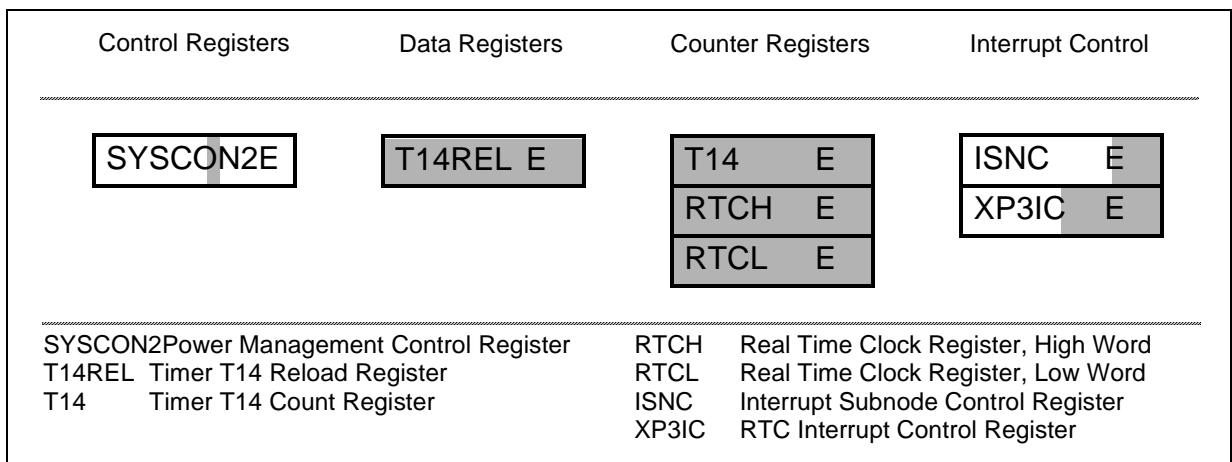 Control Registers Data Registers Counter Registers Interrupt Control
SYSCON2E T14REL E T14 E ISNC E
RTCH E XP3IC E
RTCL E
SYSCON2Power Management Control Register RTCH Real Time Clock Register, High Word
T14REL Timer T14 Reload Register RTCL Real Time Clock Register, Low Word
T14 Timer T14 Count Register ISNC Interrupt Subnode Control Register
XP3IC RTC Interrupt Control Register